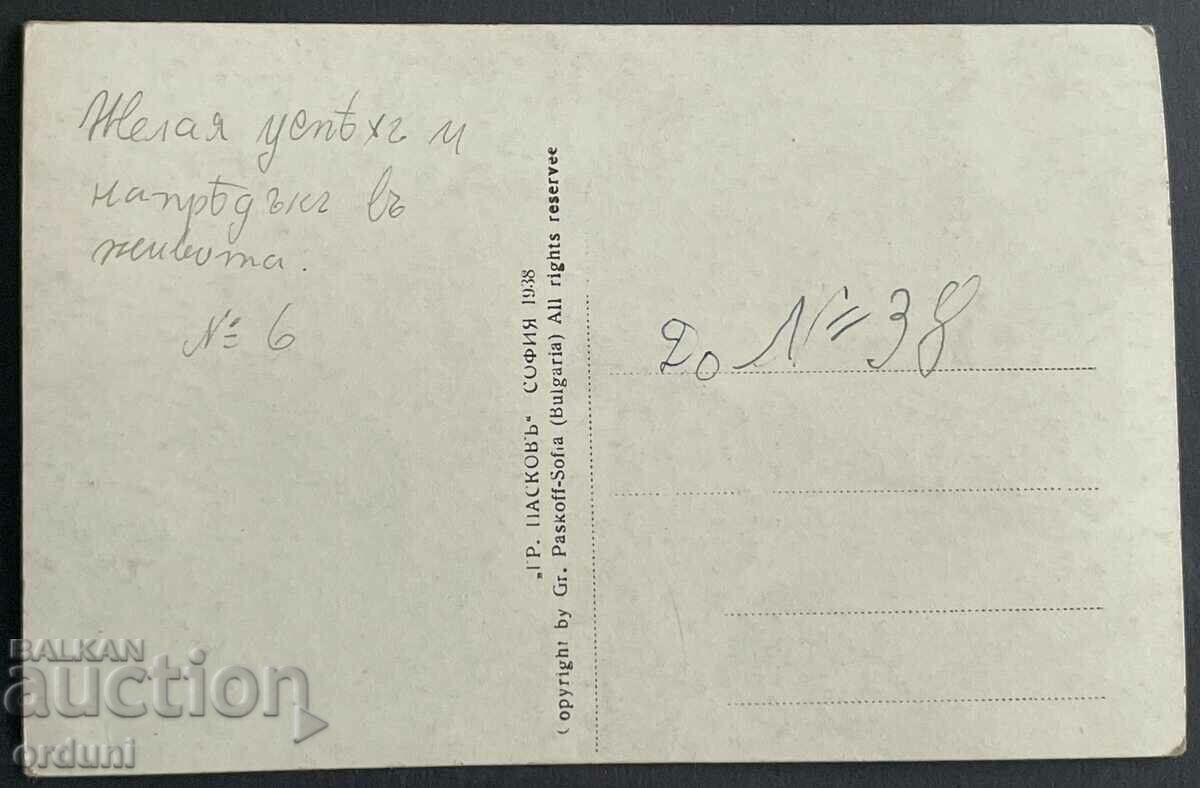 Желая успѣхъ и
напрѣдъкъ въ
живота.
№ 6
„ГР. ПАСКОВЪ“ СОФИЯ 1938
Copyright by Gr. Paskoff-Sofia (Bulgaria) All rights reservee
До № 38
BALKAN
auction
orduni